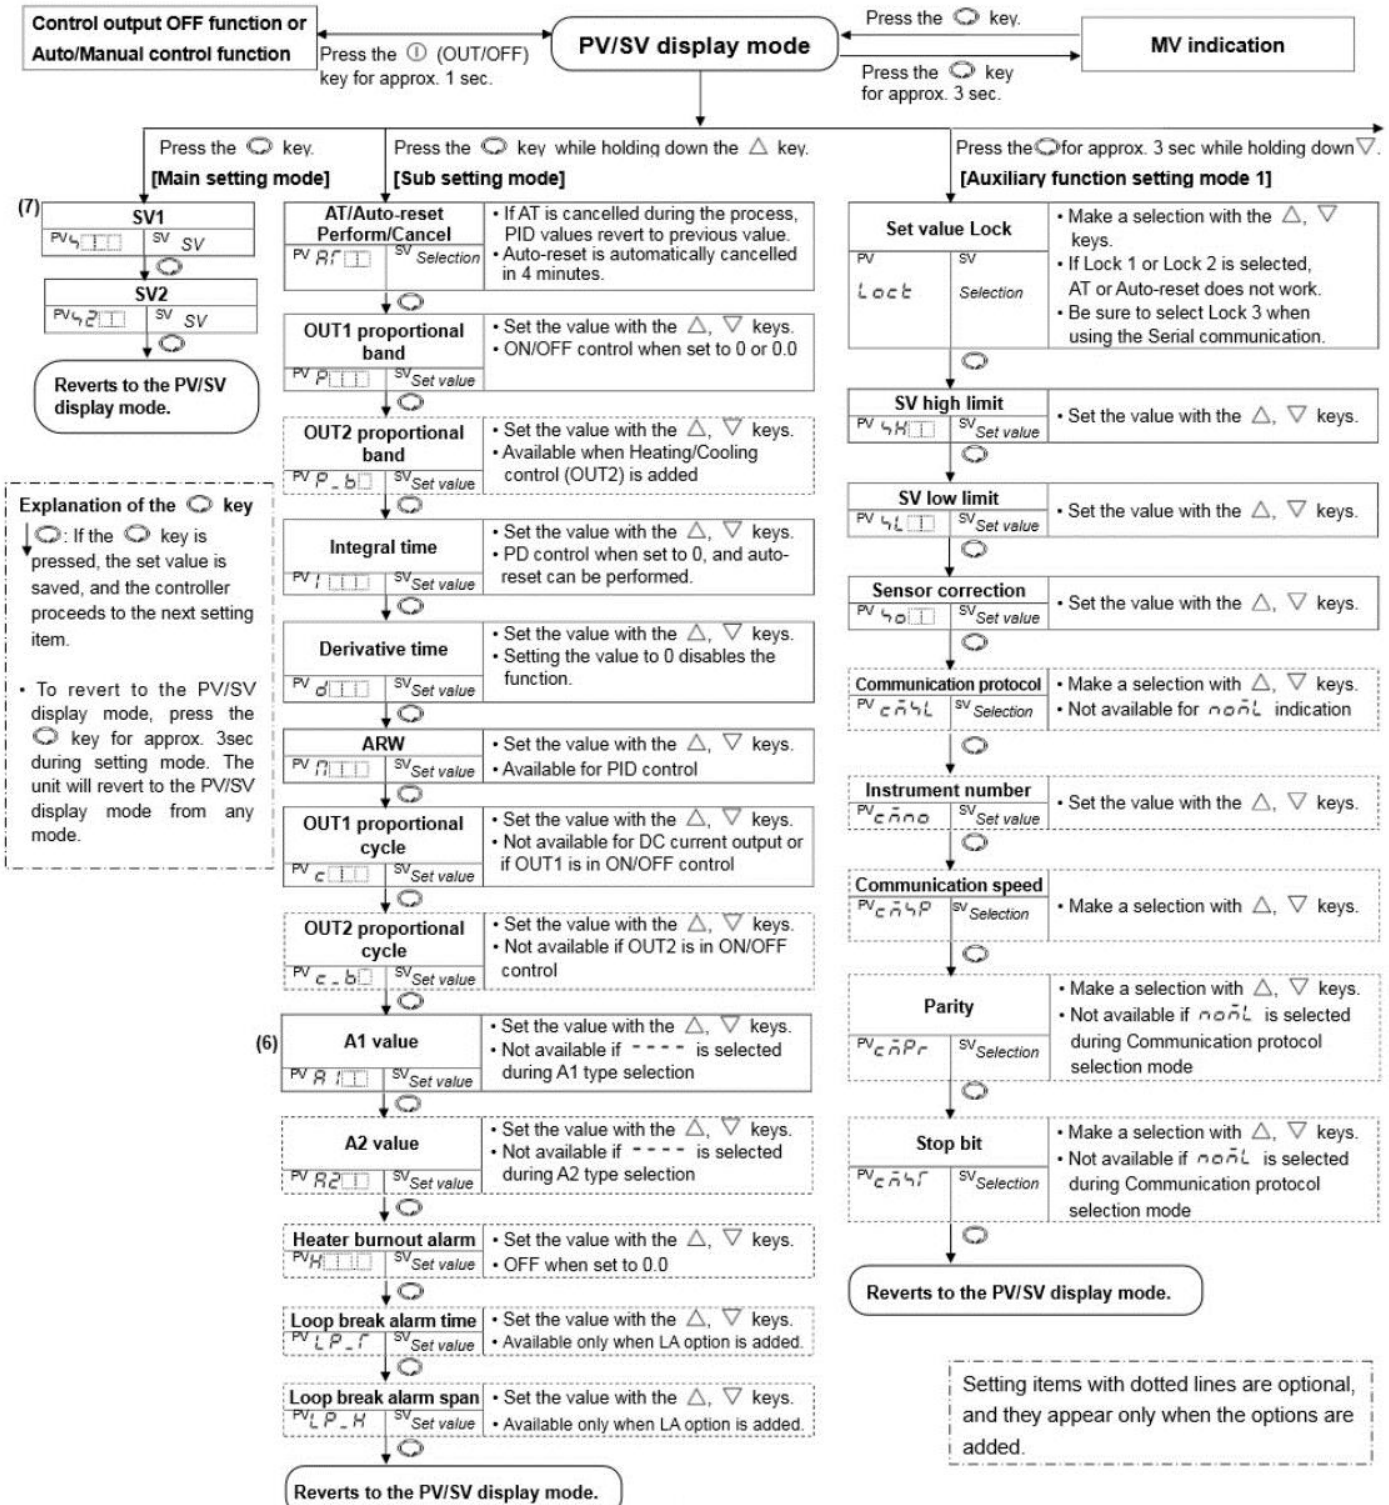 Control output OFF function or
Auto/Manual control function
Press the (OUT/OFF)
key for approx. 1 sec.
PV/SV display mode
Press the key.
Press the key
for approx. 3 sec.
MV indication
Press the key.
[Main setting mode]
(7)
SV1
PV SV SV
SV2
PV SV SV
Reverts to the PV/SV
display mode.
Explanation of the key
: If the key is
pressed, the set value is
saved, and the controller
proceeds to the next setting
item.
• To revert to the PV/SV
display mode, press the
key for approx. 3sec
during setting mode. The
unit will revert to the PV/SV
display mode from any
mode.
Press the key while holding down the △ key.
[Sub setting mode]
AT/Auto-reset
Perform/Cancel
PV AT SV Selection
• If AT is cancelled during the process,
PID values revert to previous value.
• Auto-reset is automatically cancelled
in 4 minutes.
OUT1 proportional
band
PV P SV Set value
• Set the value with the △, ▽ keys.
• ON/OFF control when set to 0 or 0.0
OUT2 proportional
band
PV P_b SV Set value
• Set the value with the △, ▽ keys.
• Available when Heating/Cooling
control (OUT2) is added
Integral time
PV I SV Set value
• Set the value with the △, ▽ keys.
• PD control when set to 0, and auto-
reset can be performed.
Derivative time
PV d SV Set value
• Set the value with the △, ▽ keys.
• Setting the value to 0 disables the
function.
ARW
PV SV Set value
• Set the value with the △, ▽ keys.
• Available for PID control
OUT1 proportional
cycle
PV c SV Set value
• Set the value with the △, ▽ keys.
• Not available for DC current output or
if OUT1 is in ON/OFF control
OUT2 proportional
cycle
PV c_b SV Set value
• Set the value with the △, ▽ keys.
• Not available if OUT2 is in ON/OFF
control
(6)
A1 value
PV A1 SV Set value
• Set the value with the △, ▽ keys.
• Not available if - - - - is selected
during A1 type selection
A2 value
PV A2 SV Set value
• Set the value with the △, ▽ keys.
• Not available if - - - - is selected
during A2 type selection
Heater burnout alarm
PV H SV Set value
• Set the value with the △, ▽ keys.
• OFF when set to 0.0
Loop break alarm time
PV LP_T SV Set value
• Set the value with the △, ▽ keys.
• Available only when LA option is added.
Loop break alarm span
PV LP_H SV Set value
• Set the value with the △, ▽ keys.
• Available only when LA option is added.
Reverts to the PV/SV display mode.
Press the for approx. 3 sec while holding down ▽.
[Auxiliary function setting mode 1]
Set value Lock
PV SV
Lock Selection
• Make a selection with the △, ▽
keys.
• If Lock 1 or Lock 2 is selected,
AT or Auto-reset does not work.
• Be sure to select Lock 3 when
using the Serial communication.
SV high limit
PV SV Set value
• Set the value with the △, ▽ keys.
SV low limit
PV SV Set value
• Set the value with the △, ▽ keys.
Sensor correction
PV SV Set value
• Set the value with the △, ▽ keys.
Communication protocol
PV SV Selection
• Make a selection with △, ▽ keys.
• Not available for indication
Instrument number
PV SV Set value
• Set the value with the △, ▽ keys.
Communication speed
PV SV Selection
• Make a selection with △, ▽ keys.
Parity
PV SV Selection
• Make a selection with △, ▽ keys.
• Not available if is selected
during Communication protocol
selection mode
Stop bit
PV SV Selection
• Make a selection with △, ▽ keys.
• Not available if is selected
during Communication protocol
selection mode
Reverts to the PV/SV display mode.
Setting items with dotted lines are optional,
and they appear only when the options are
added.